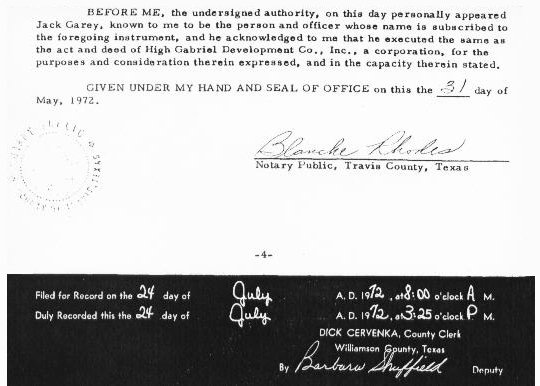 BEFORE ME, the undersigned authority, on this day personally appeared
Jack Garey, known to me to be the person and officer whose name is subscribed to
the foregoing instrument, and he acknowledged to me that he executed the same as
the act and deed of High Gabriel Development Co., Inc., a corporation, for the
purposes and consideration therein expressed, and in the capacity therein stated.
GIVEN UNDER MY HAND AND SEAL OF OFFICE on this the 31 day of
May, 1972.
Blanche Rhodes
Notary Public, Travis County, Texas
-4-
Filed for Record on the 24 day of July A. D. 1972, at 8:00 o'clock A M.
Duly Recorded this the 24 day of July A. D. 1972, at 3:25 o'clock P M.
DICK CERVENKA, County Clerk
Williamson County, Texas
By Barbara Shuffield Deputy